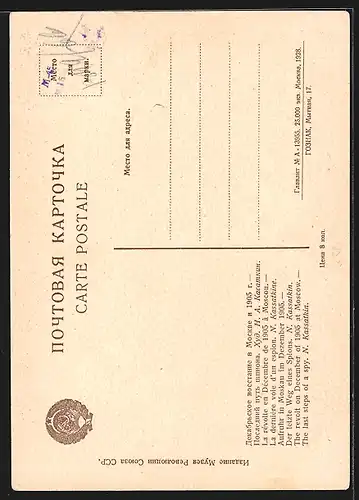 ПОЧТОВАЯ КАРТОЧКА
CARTE POSTALE
Место
для
марки.
Место для адреса.
Декабрьское восстание в Москве в 1905 г. —
Последний путь шпиона. Худ. Н. А. Касаткин.
La révolte en Décembre de 1905 à Moscou. —
La dernière voie d'un espion. N. Kassatkine.
Aufruhr in Moskau im Dezember 1905. —
Der letzte Weg eines Spions. N. Kassatkin.
The revolt on December of 1905 at Moscow. —
The last steps of a spy. N. Kassatkin.
Издание Музея Революции Союза ССР.
Цена 8 коп.
Главлит № А-13955. 25.000 экз. Москва, 1928.
ГОЗНАК, Мытная, 17.